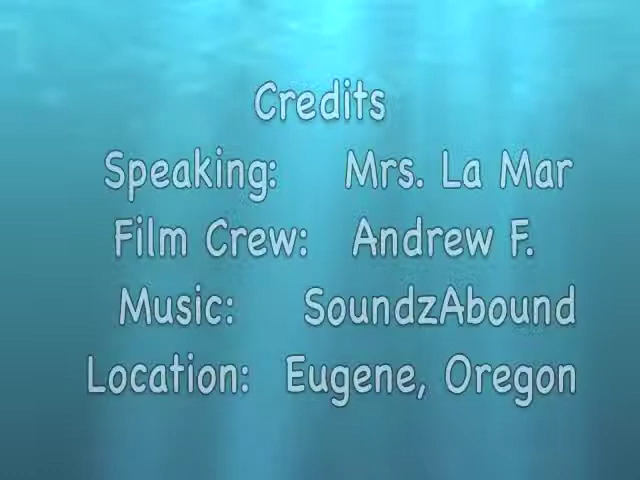 Credits
Speaking: Mrs. La Mar
Film Crew: Andrew F.
Music: SoundzAbound
Location: Eugene, Oregon